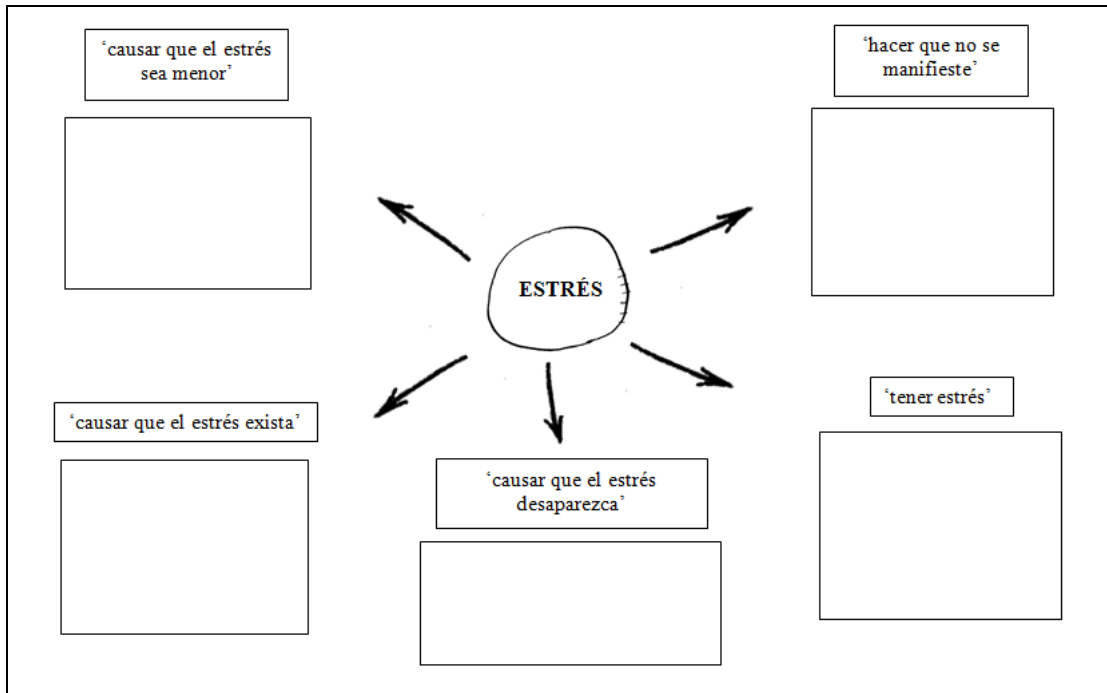 ‘causar que el estrés
sea menor’
‘hacer que no se
manifieste’
ESTRÉS
‘tener estrés’
‘causar que el estrés exista’
‘causar que el estrés
desaparezca’